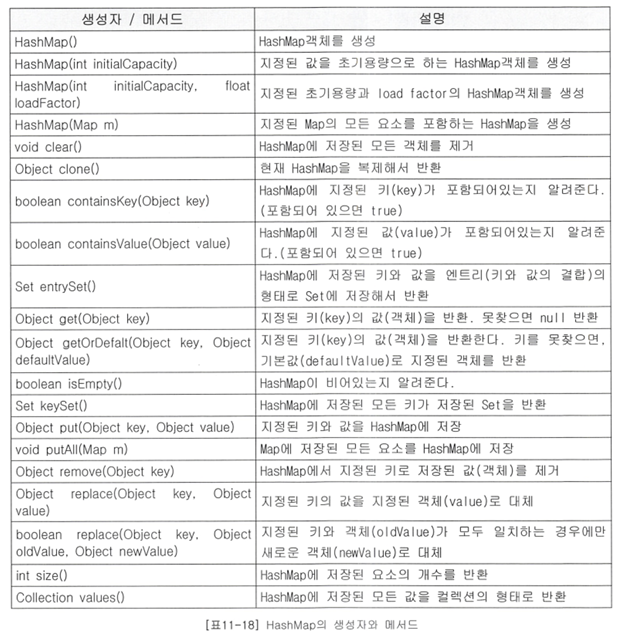 생성자 / 메서드 설명
HashMap() HashMap객체를 생성
HashMap(int initialCapacity) 지정된 값을 초기용량으로 하는 HashMap객체를 생성
HashMap(int initialCapacity, float
loadFactor)
지정된 초기용량과 load factor의 HashMap객체를 생성
HashMap(Map m) 지정된 Map의 모든 요소를 포함하는 HashMap을 생성
void clear() HashMap에 저장된 모든 객체를 제거
Object clone() 현재 HashMap을 복제해서 반환
boolean containsKey(Object key)
HashMap에 지정된 키(key)가 포함되어있는지 알려준다.
(포함되어 있으면 true)
boolean containsValue(Object value)
HashMap에 지정된 값(value)가 포함되어있는지 알려준
다.(포함되어 있으면 true)
Set entrySet()
HashMap에 저장된 키와 값을 엔트리(키와 값의 결합)의
형태로 Set에 저장해서 반환
Object get(Object key) 지정된 키(key)의 값(객체)을 반환. 못찾으면 null 반환
Object getOrDefalt(Object key, Object
defaultValue)
지정된 키(key)의 값(객체)을 반환한다. 키를 못찾으면,
기본값(defaultValue)로 지정된 객체를 반환
boolean isEmpty() HashMap이 비어있는지 알려준다.
Set keySet() HashMap에 저장된 모든 키가 저장된 Set을 반환
Object put(Object key, Object value) 지정된 키와 값을 HashMap에 저장
void putAll(Map m) Map에 저장된 모든 요소를 HashMap에 저장
Object remove(Object key) HashMap에서 지정된 키로 저장된 값(객체)를 제거
Object replace(Object key, Object
value)
지정된 키의 값을 지정된 객체(value)로 대체
boolean replace(Object key, Object
oldValue, Object newValue)
지정된 키와 객체(oldValue)가 모두 일치하는 경우에만
새로운 객체(newValue)로 대체
int size() HashMap에 저장된 요소의 개수를 반환
Collection values() HashMap에 저장된 모든 값을 컬렉션의 형태로 반환
[표11-18] HashMap의 생성자와 메서드